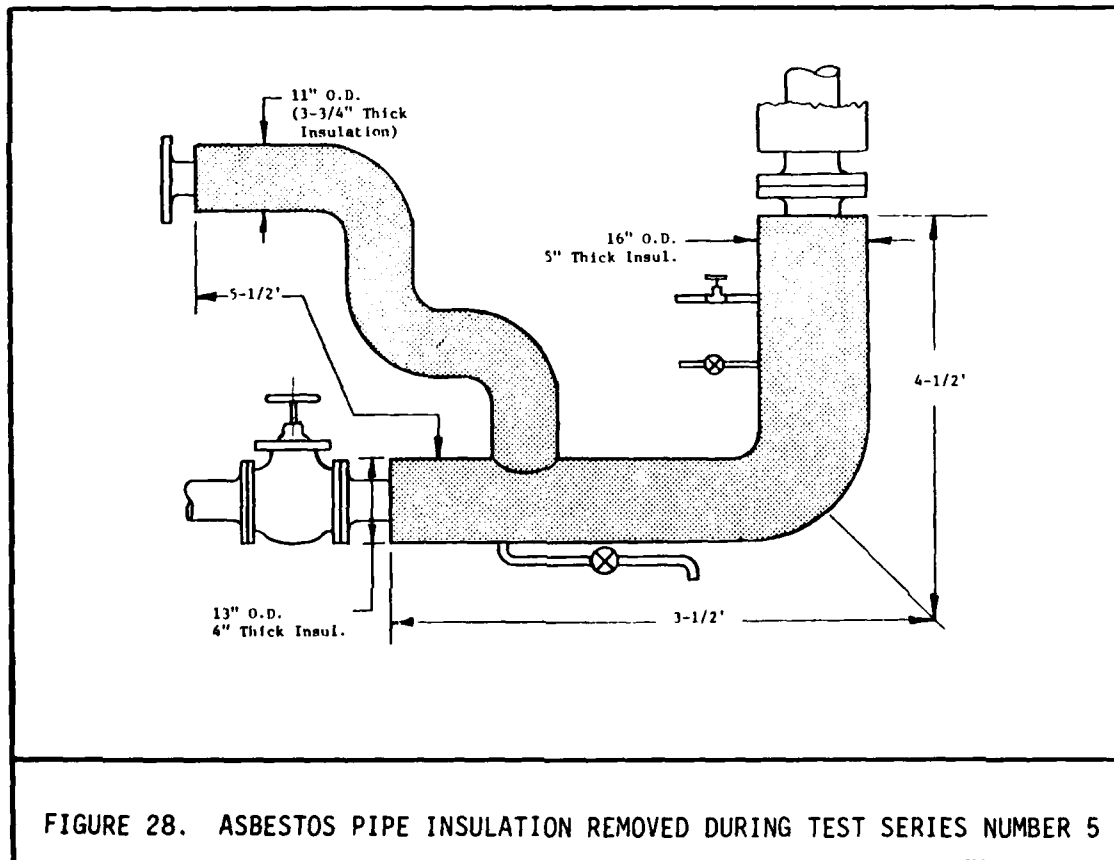 11" O.D.
(3-3/4" Thick
Insulation)
16" O.D.
5" Thick Insul.
5-1/2'
4-1/2'
13" O.D.
4" Thick Insul.
3-1/2'
FIGURE 28. ASBESTOS PIPE INSULATION REMOVED DURING TEST SERIES NUMBER 5